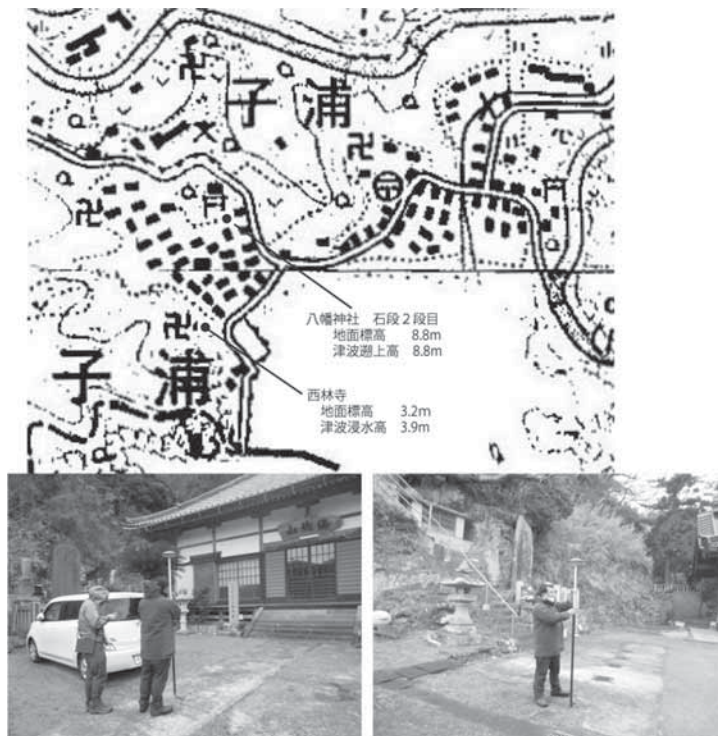 子浦
八幡神社 石段2段目
地面標高 8.8m
津波遡上高 8.8m
西林寺
地面標高 3.2m
津波浸水高 3.9m
子浦